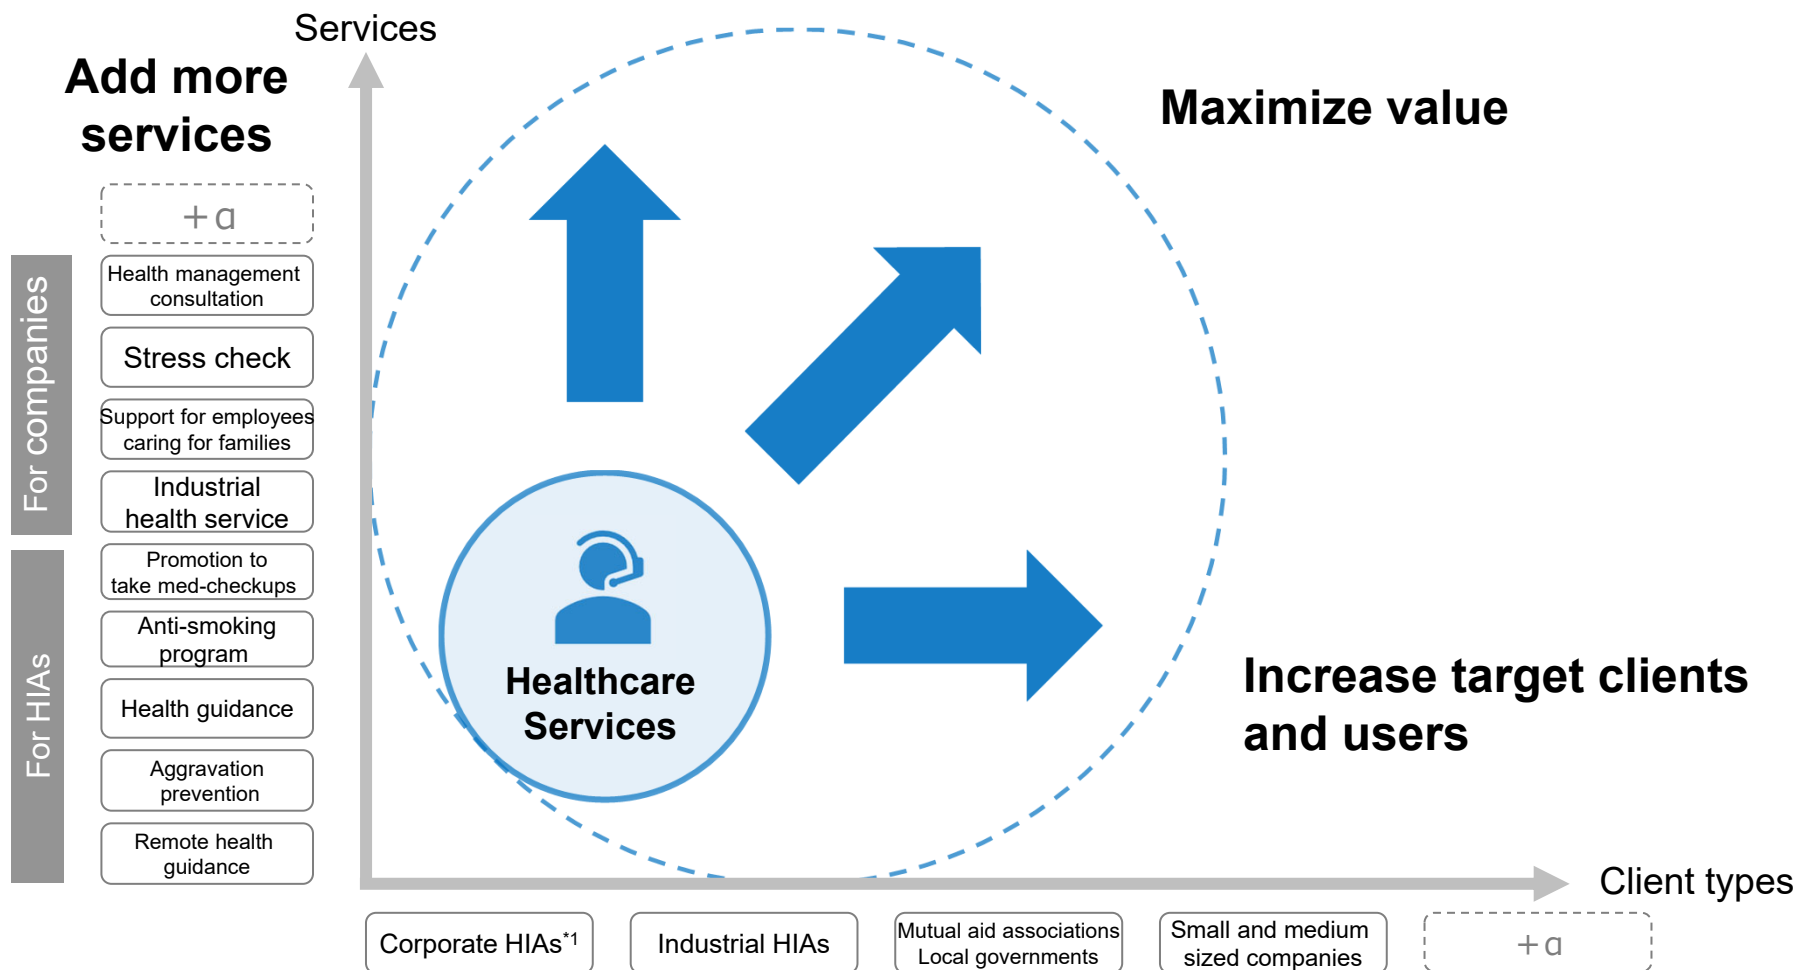 Services
Add more
services
Maximize value
+α
For companies
Health management
consultation
Stress check
Support for employees
caring for families
Industrial
health service
For HIAs
Promotion to
take med-checkups
Anti-smoking
program
Health guidance
Aggravation
prevention
Remote health
guidance
Healthcare
Services
Increase target clients
and users
Client types
Corporate HIAs*1
Industrial HIAs
Mutual aid associations
Local governments
Small and medium
sized companies
+α